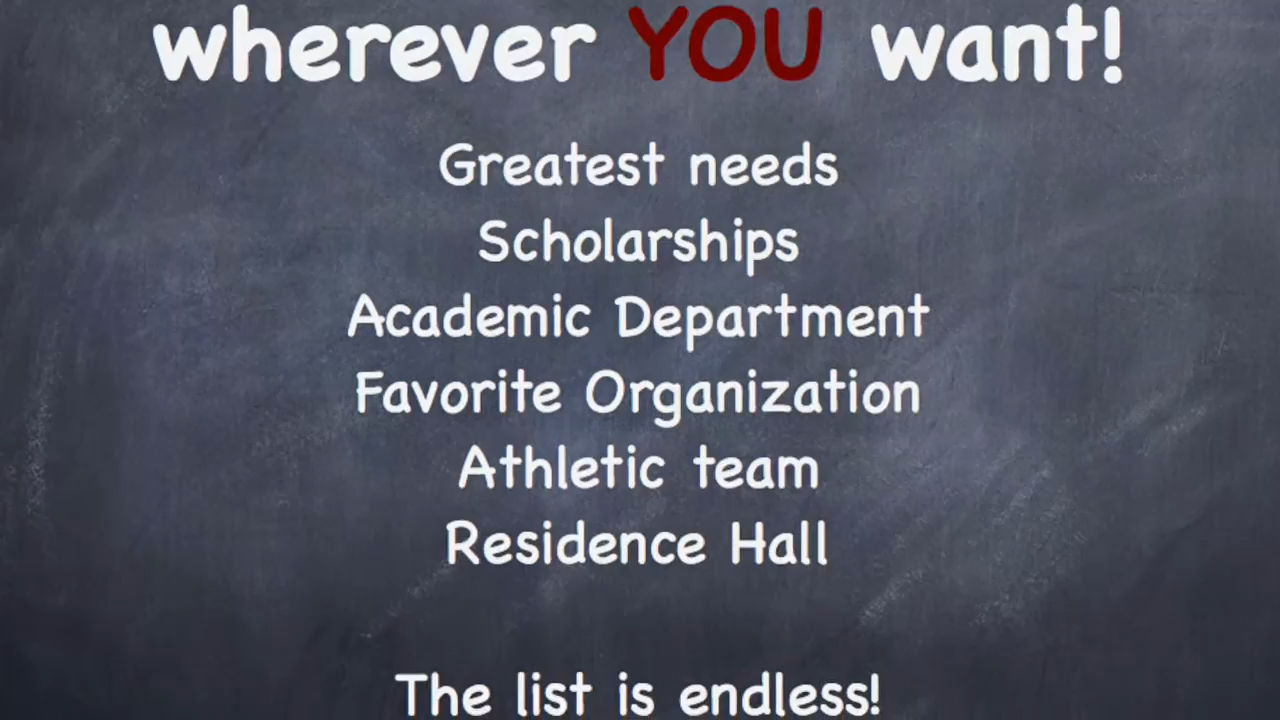 wherever YOU want!
Greatest needs
Scholarships
Academic Department
Favorite Organization
Athletic team
Residence Hall
The list is endless!